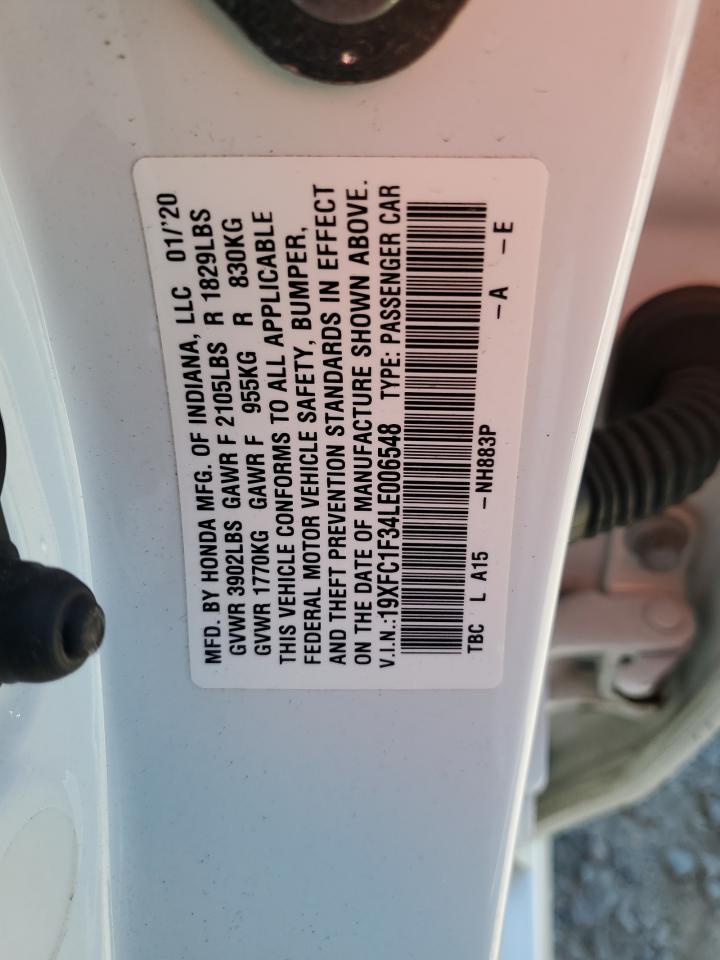 MFD. BY HONDA MFG. OF INDIANA, LLC 01/'20
GVWR 3902LBS GAWR F 2105LBS R 1829LBS
GVWR 1770KG GAWR F 955KG R 830KG
THIS VEHICLE CONFORMS TO ALL APPLICABLE
FEDERAL MOTOR VEHICLE SAFETY, BUMPER,
AND THEFT PREVENTION STANDARDS IN EFFECT
ON THE DATE OF MANUFACTURE SHOWN ABOVE.
V.I.N.:19XFC1F34LE006548 TYPE: PASSENGER CAR
TBC L A15 -NH883P -A -E